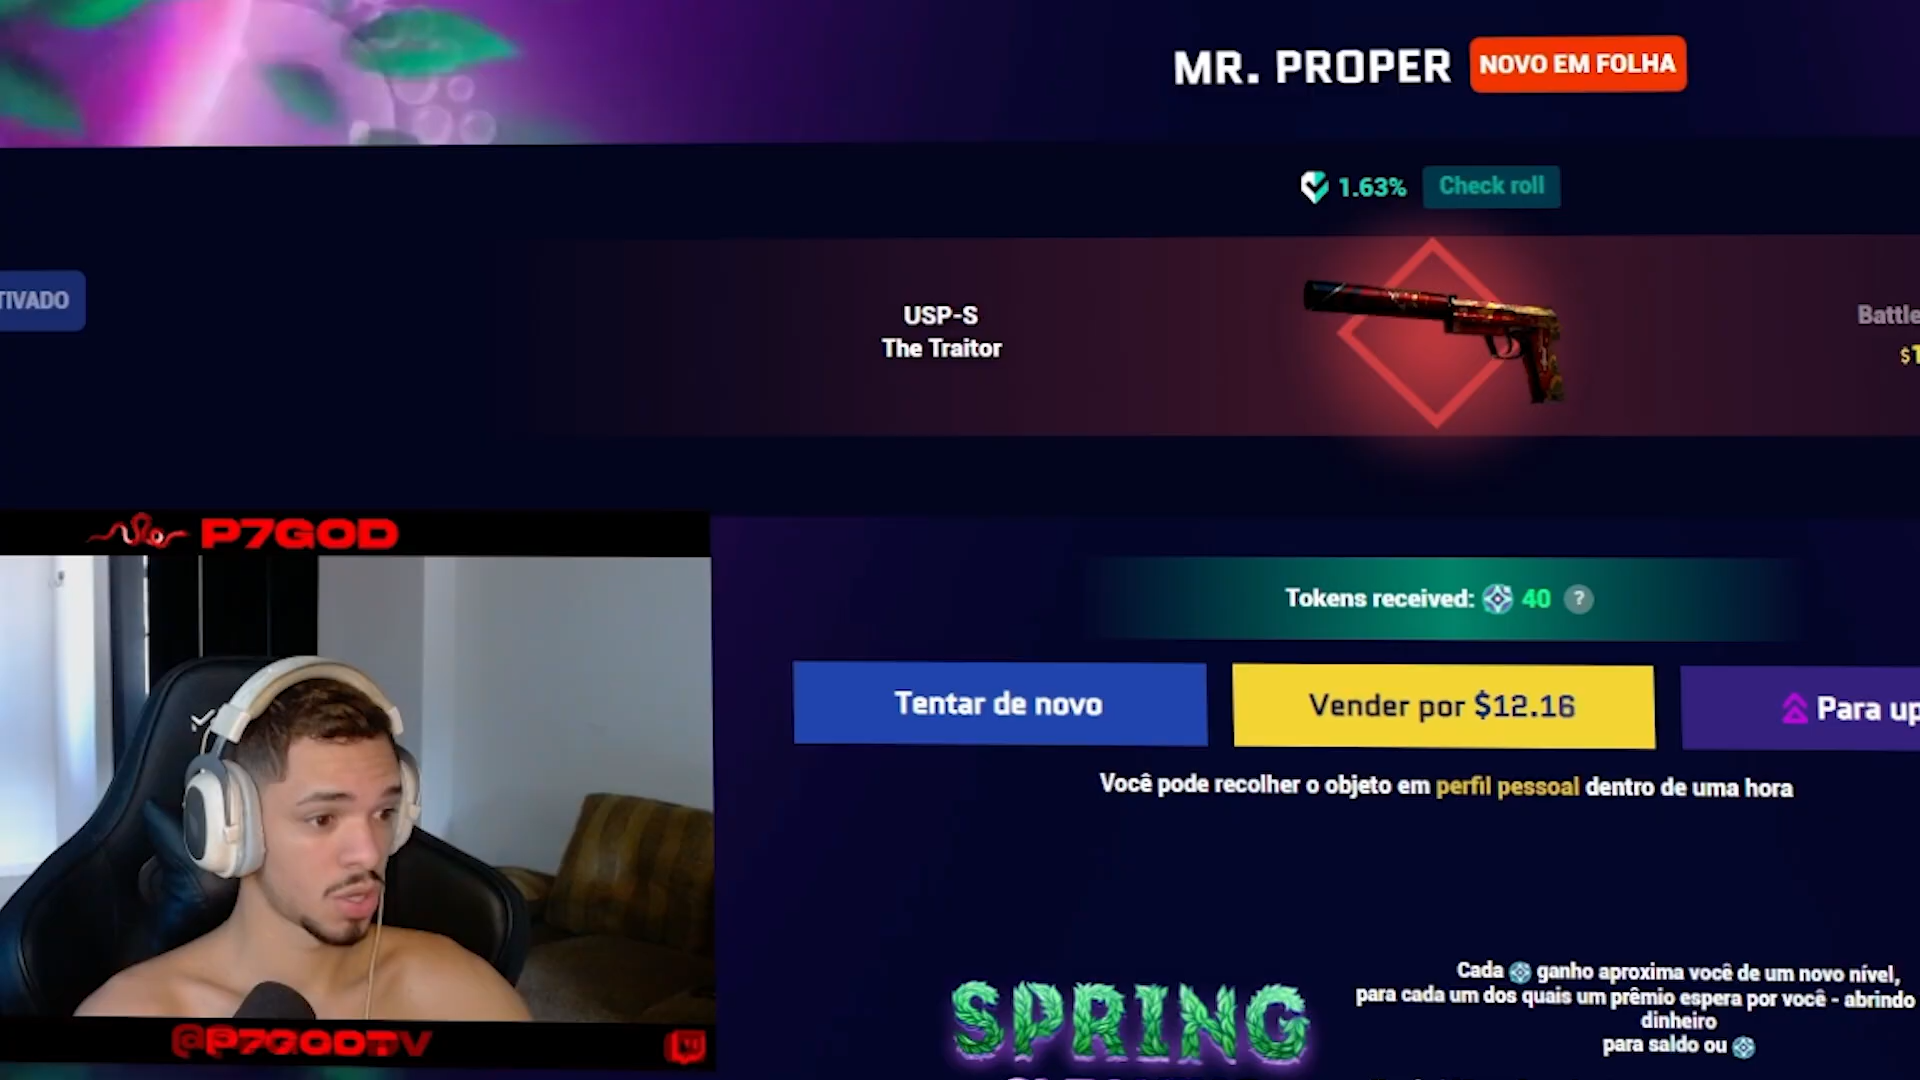 MR. PROPER
NOVO EM FOLHA
1.63%
Check roll
TIVADO
USP-S
The Traitor
Battle
$1
P7GOD
Tokens received: 40 ?
Tentar de novo
Vender por $12.16
Para up
Você pode recolher o objeto em perfil pessoal dentro de uma hora
SPRING
Cada ganho aproxima você de um novo nível,
para cada um dos quais um prêmio espera por você - abrindo
dinheiro
para saldo ou
@P7GODTV